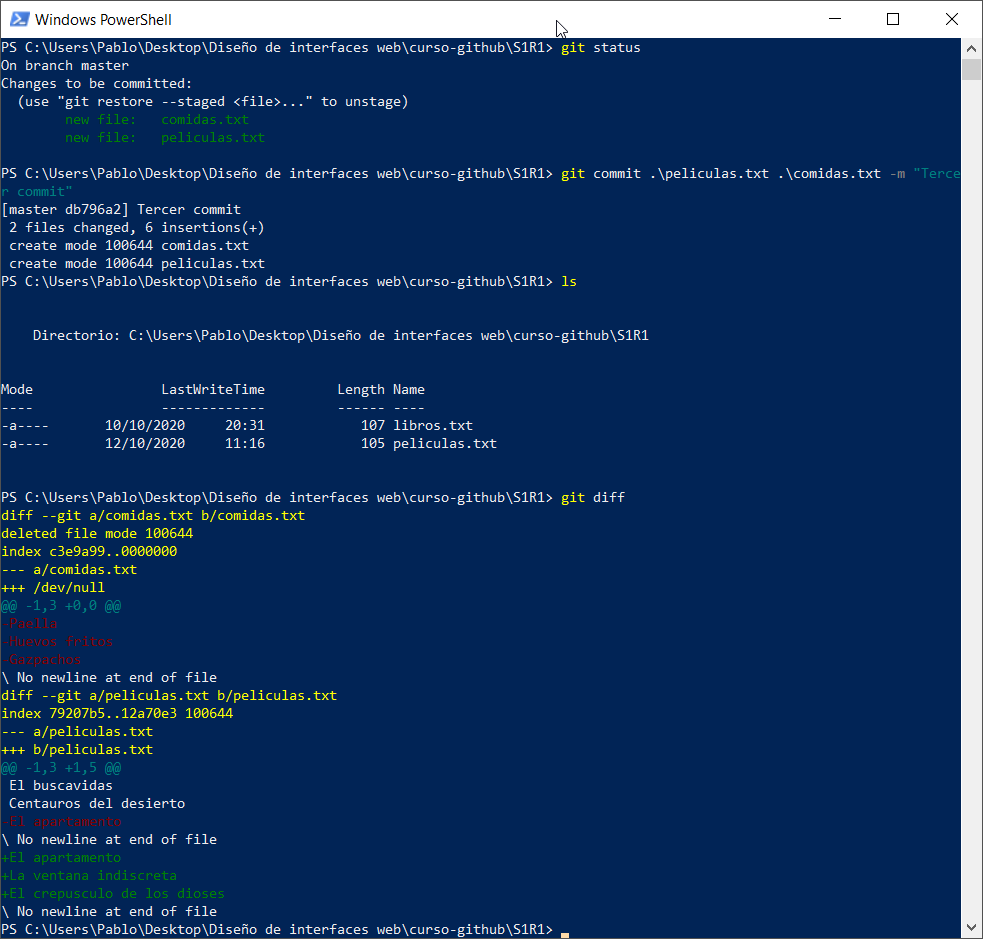 Windows PowerShell
PS C:\Users\Pablo\Desktop\Diseño de interfaces web\curso-github\S1R1> git status
On branch master
Changes to be committed:
  (use "git restore --staged <file>..." to unstage)
        new file:   comidas.txt
        new file:   peliculas.txt
PS C:\Users\Pablo\Desktop\Diseño de interfaces web\curso-github\S1R1> git commit .\peliculas.txt .\comidas.txt -m "Terce
r commit"
[master db796a2] Tercer commit
 2 files changed, 6 insertions(+)
 create mode 100644 comidas.txt
 create mode 100644 peliculas.txt
PS C:\Users\Pablo\Desktop\Diseño de interfaces web\curso-github\S1R1> ls
    Directorio: C:\Users\Pablo\Desktop\Diseño de interfaces web\curso-github\S1R1
Mode                LastWriteTime         Length Name
----                -------------         ------ ----
-a----       10/10/2020     20:31            107 libros.txt
-a----       12/10/2020     11:16            105 peliculas.txt
PS C:\Users\Pablo\Desktop\Diseño de interfaces web\curso-github\S1R1> git diff
diff --git a/comidas.txt b/comidas.txt
deleted file mode 100644
index c3e9a99..0000000
--- a/comidas.txt
+++ /dev/null
@@ -1,3 +0,0 @@
-Paella
-Huevos fritos
-Gazpachos
\ No newline at end of file
diff --git a/peliculas.txt b/peliculas.txt
index 79207b5..12a70e3 100644
--- a/peliculas.txt
+++ b/peliculas.txt
@@ -1,3 +1,5 @@
 El buscavidas
 Centauros del desierto
-El apartamento
\ No newline at end of file
+El apartamento
+La ventana indiscreta
+El crepusculo de los dioses
\ No newline at end of file
PS C:\Users\Pablo\Desktop\Diseño de interfaces web\curso-github\S1R1>